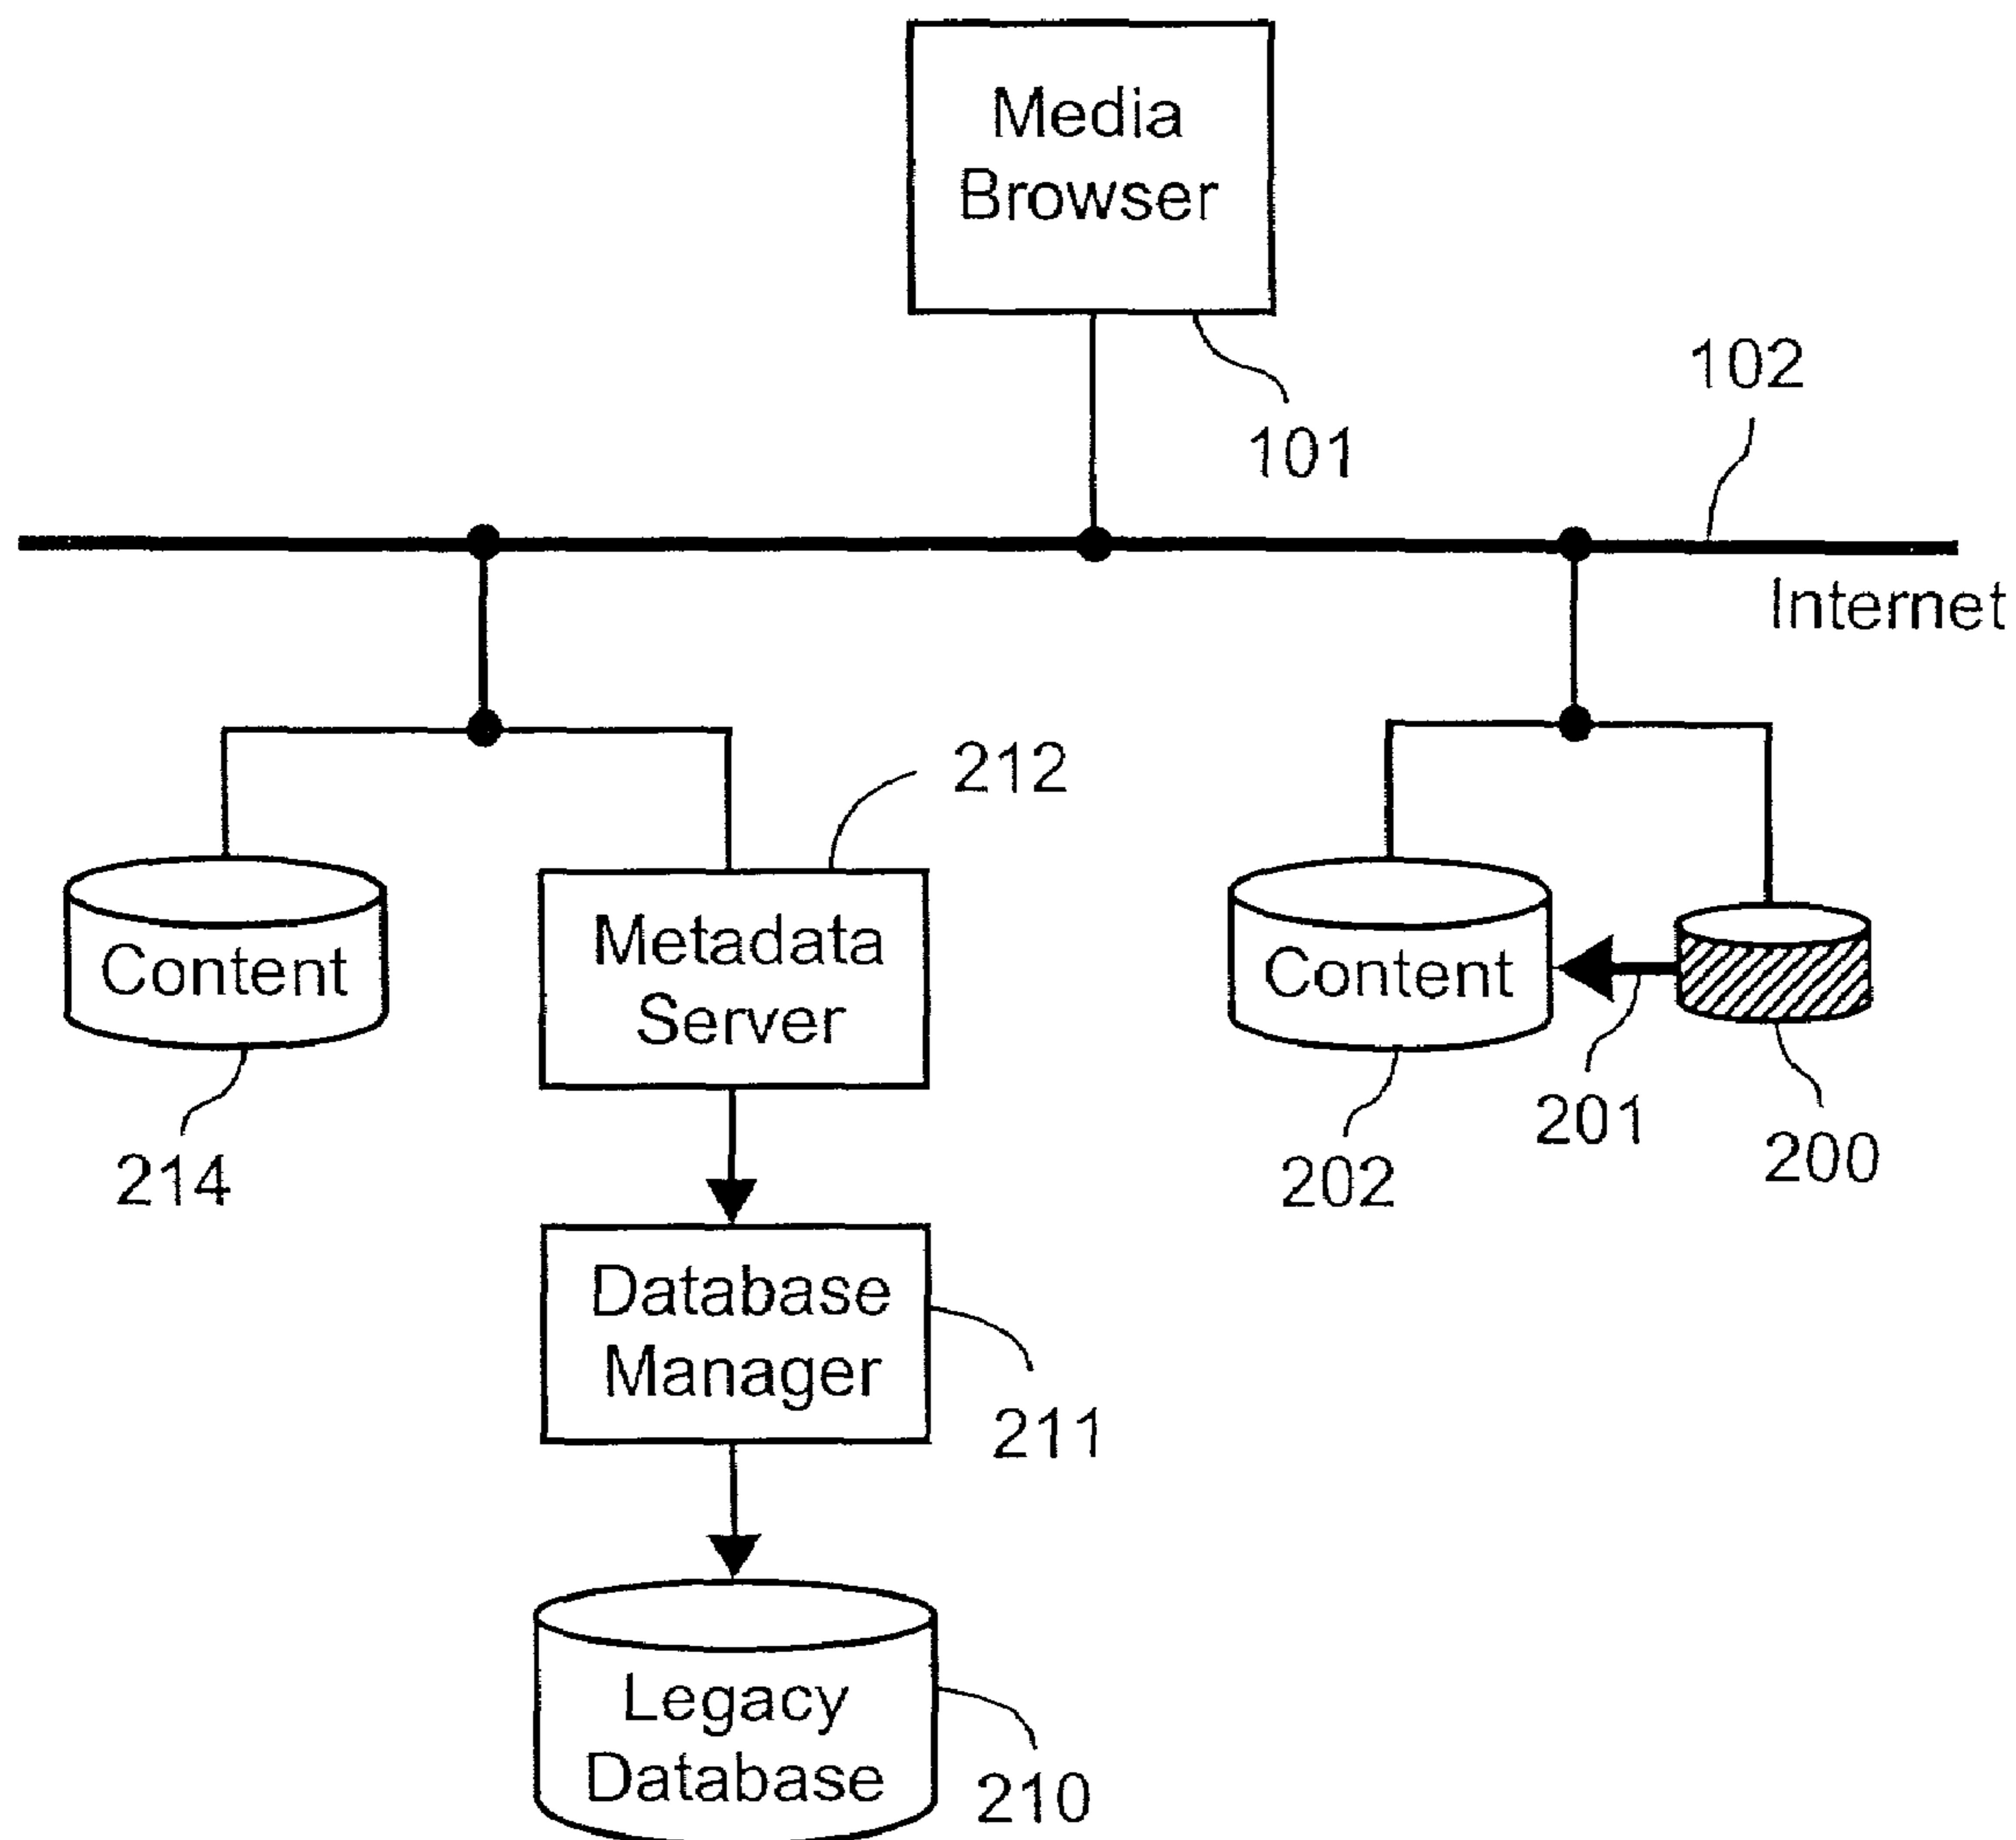 Media
Browser
101
102
Internet
212
Content
Metadata
Server
Content
214
202
201
200
Database
Manager
211
Legacy
Database
210